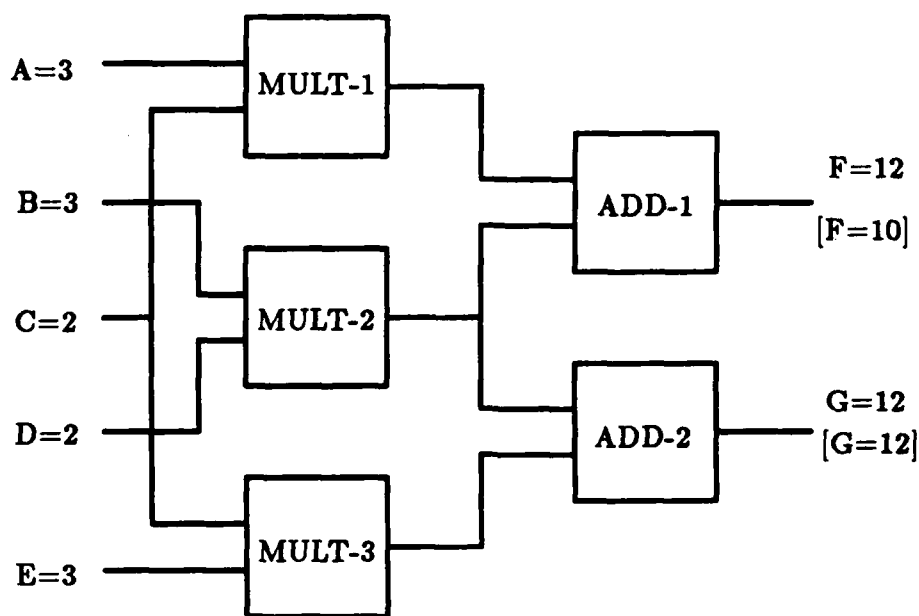 A=3
MULT-1
B=3
ADD-1
F=12
[F=10]
C=2
MULT-2
D=2
ADD-2
G=12
[G=12]
E=3
MULT-3